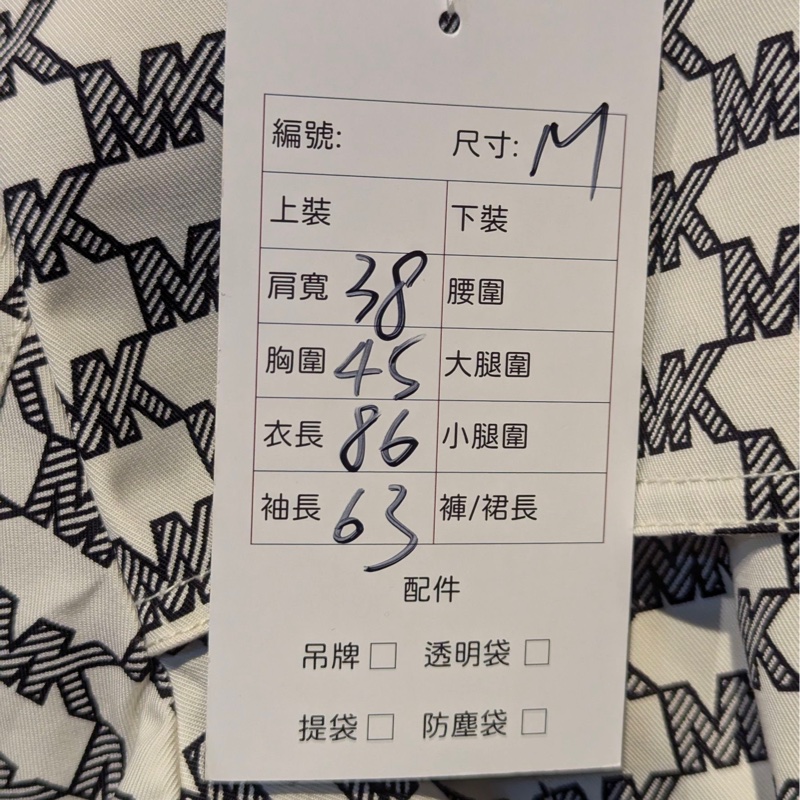 編號: 尺寸: M
上裝 下裝
肩寬 38 腰圍
胸圍 45 大腿圍
衣長 86 小腿圍
袖長 63 褲/裙長
配件
吊牌□ 透明袋□
提袋□ 防塵袋□
MK